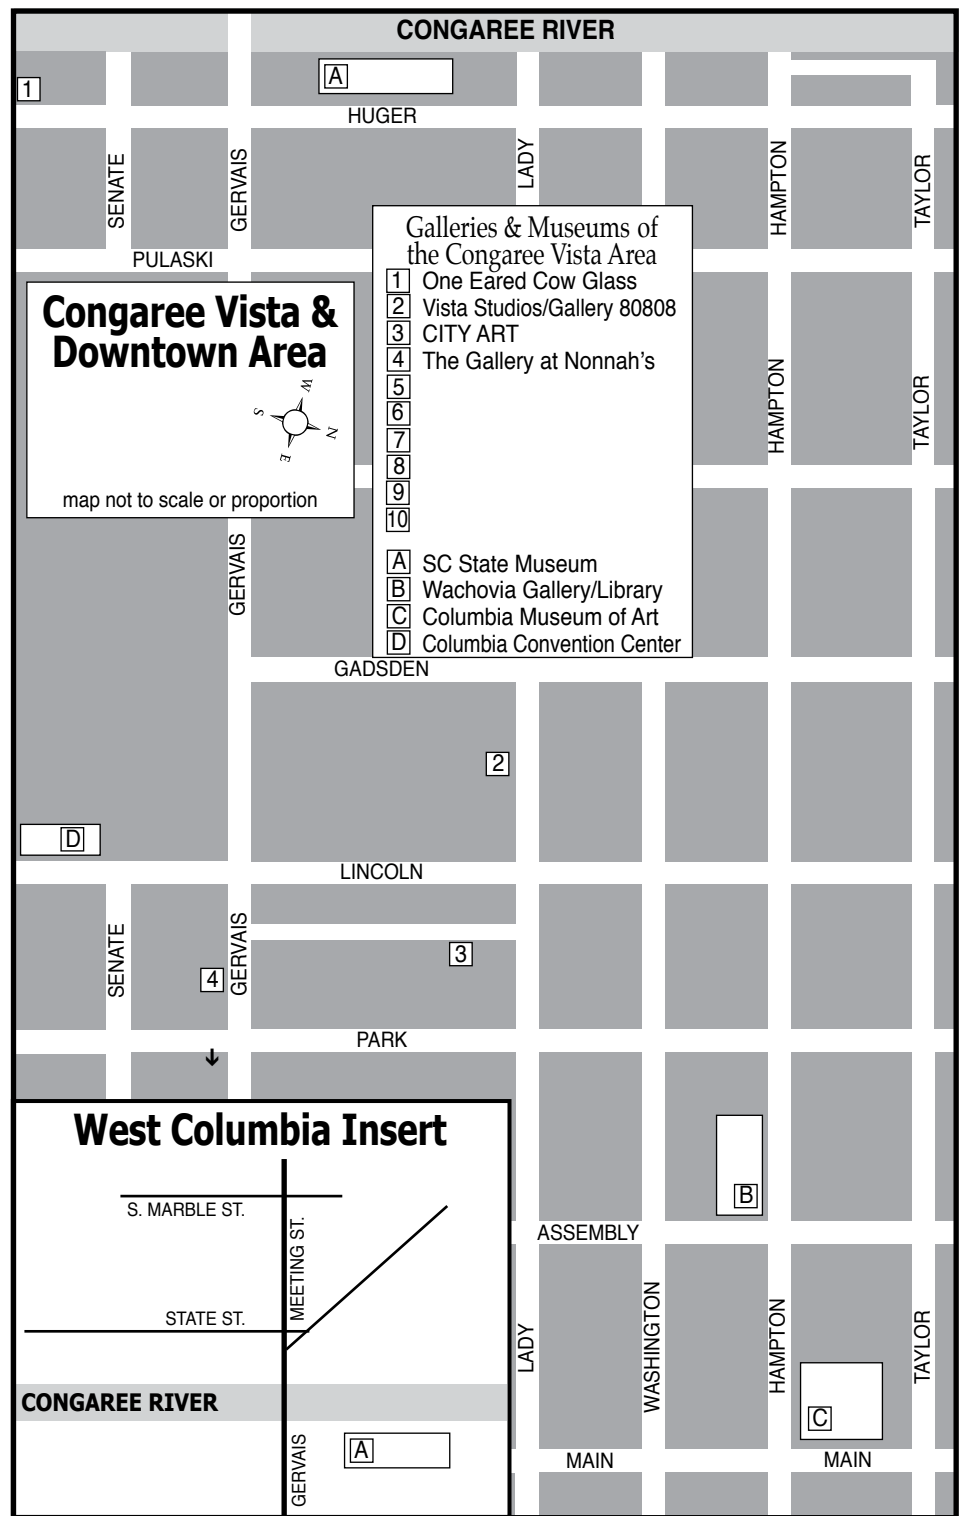 CONGAREE RIVER
A
1
HUGER
SENATE
GERVAIS
LADY
HAMPTON
TAYLOR
PULASKI
Galleries & Museums of
the Congaree Vista Area
1 One Eared Cow Glass
2 Vista Studios/Gallery 80808
3 CITY ART
4 The Gallery at Nonnah's
5
6
7
8
9
10
A SC State Museum
B Wachovia Gallery/Library
C Columbia Museum of Art
D Columbia Convention Center
Congaree Vista &
Downtown Area
W
S
N
E
map not to scale or proportion
HAMPTON
TAYLOR
GERVAIS
GADSDEN
2
D
LINCOLN
SENATE
GERVAIS
3
4
PARK
West Columbia Insert
S. MARBLE ST.
MEETING ST.
STATE ST.
CONGAREE RIVER
GERVAIS
A
B
ASSEMBLY
LADY
WASHINGTON
HAMPTON
TAYLOR
C
MAIN
MAIN